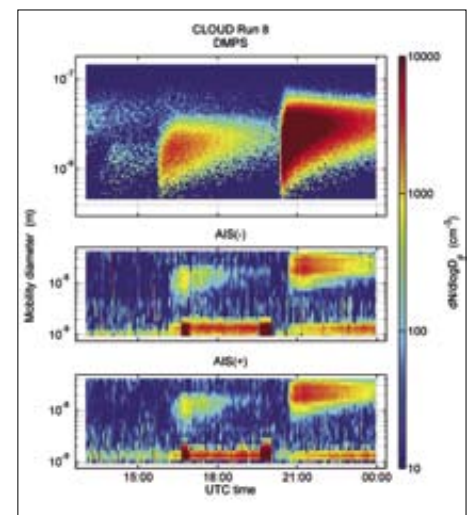 CLOUD Run 8
DMPS
10⁻⁷
10⁻⁸
AIS(-)
10⁻⁸
10⁻⁹
AIS(+)
10⁻⁸
10⁻⁹
15:00 18:00 21:00 00:00
UTC time
Mobility diameter (m)
10000
1000
100
10
dN/dlogDp (cm⁻³)